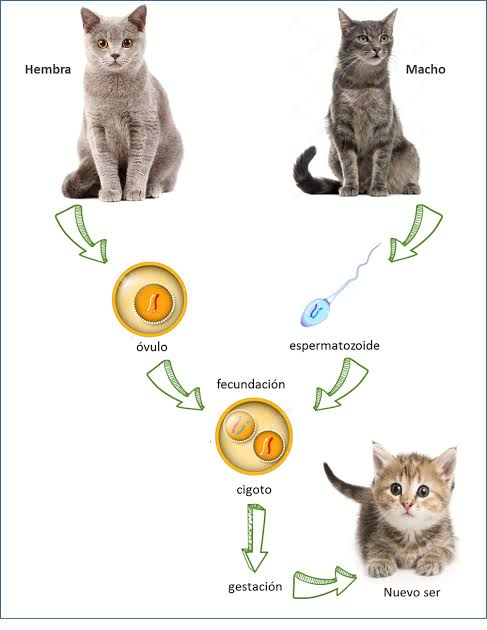 Hembra
Macho
óvulo
espermatozoide
fecundación
cigoto
gestación
Nuevo ser